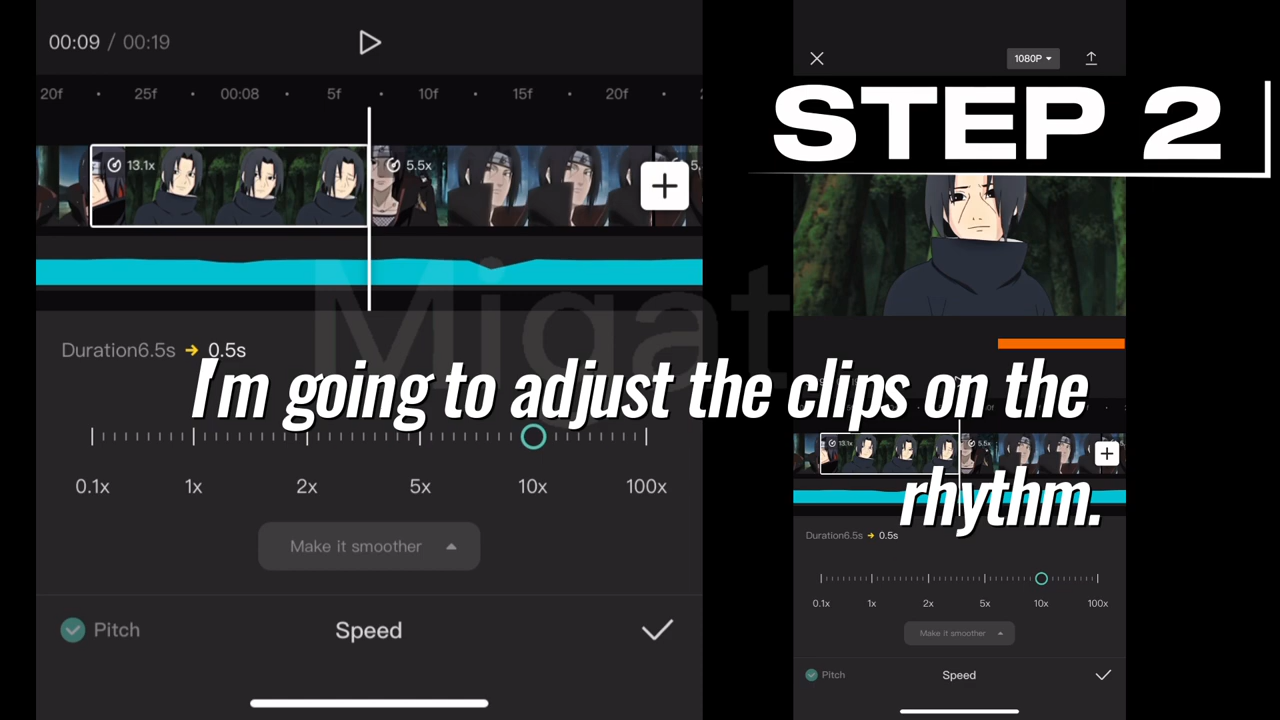 00:09 / 00:19
20f 25f 00:08 5f 10f 15f 20f
13.1x 5.5x
Duration6.5s → 0.5s
0.1x 1x 2x 5x 10x 100x
Make it smoother
Pitch Speed
1080P
STEP 2
I'm going to adjust the clips on the
rhythm.
13.1x 5.5x
Duration6.5s → 0.5s
0.1x 1x 2x 5x 10x 100x
Make it smoother
Pitch Speed